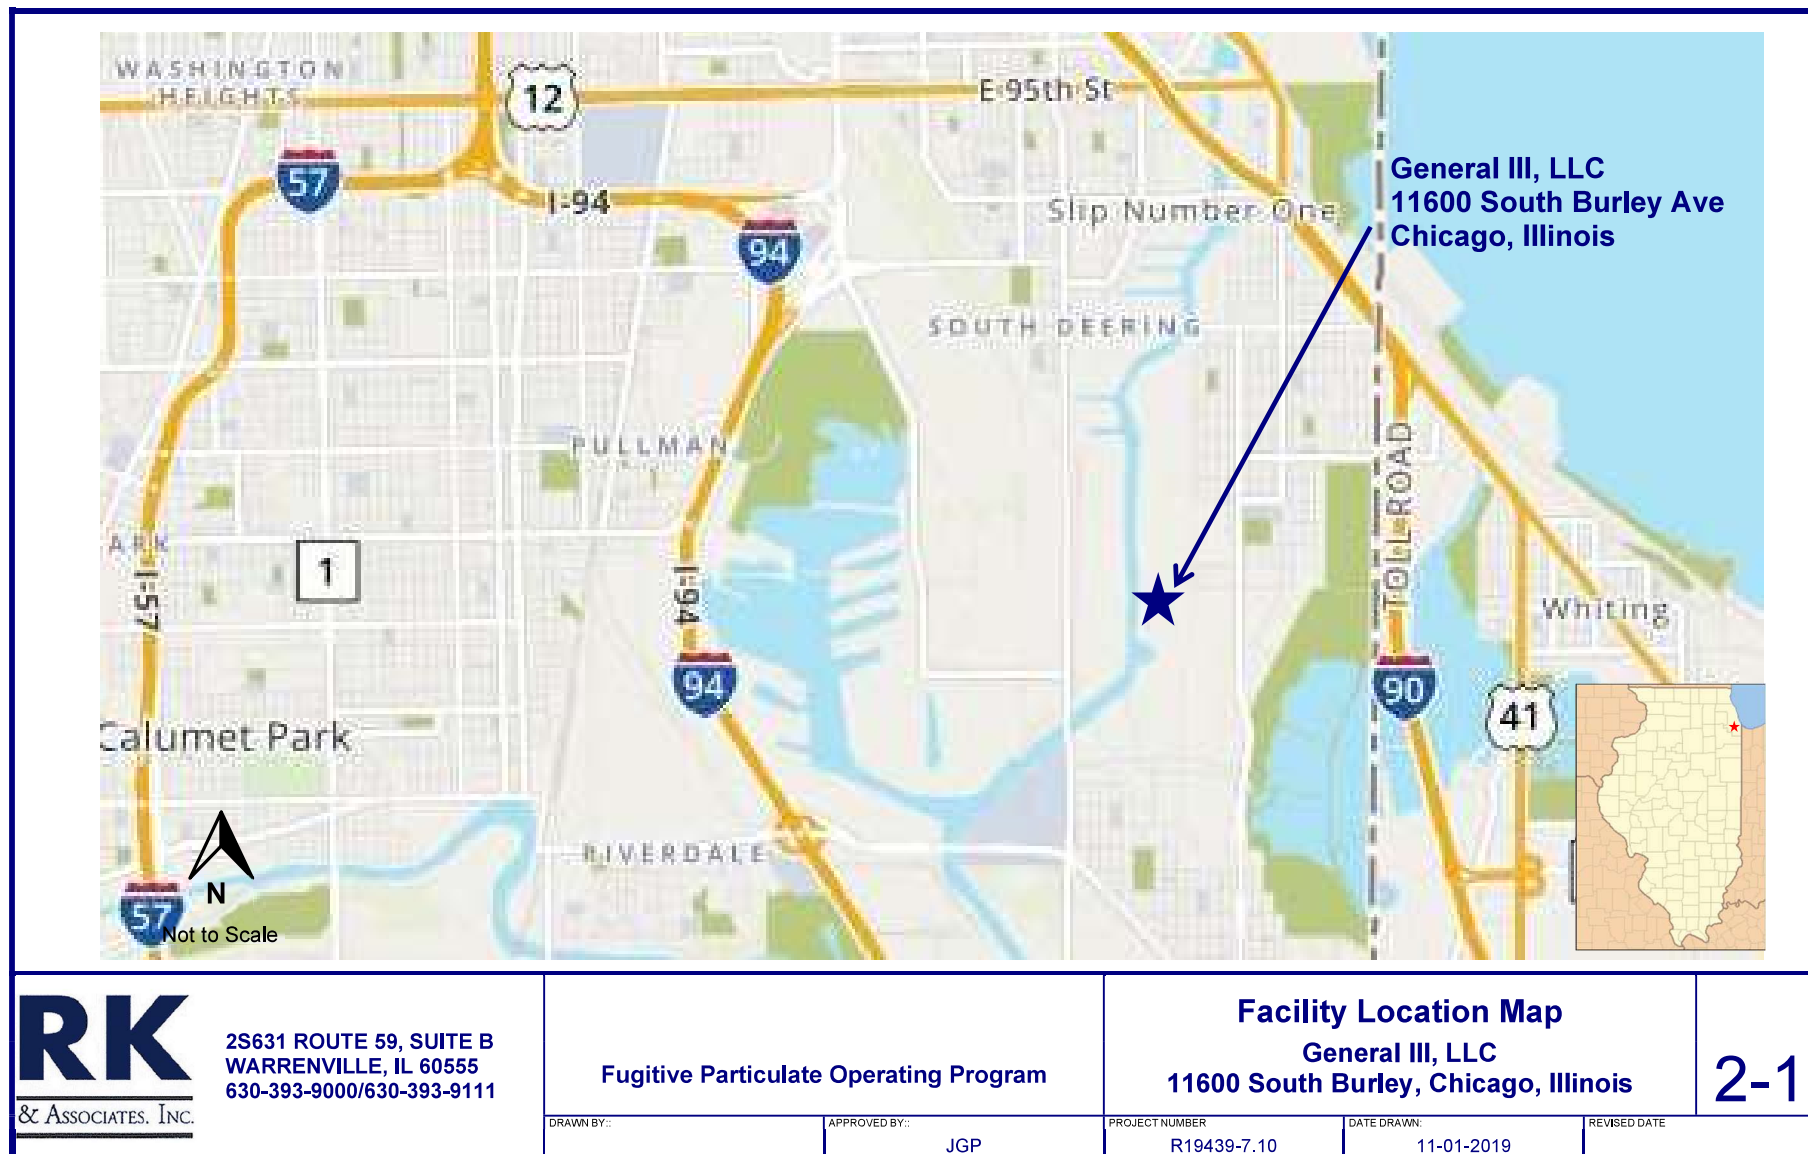 WASHINGTON
HEIGHTS
12
E 95th St
57
I-94
94
Slip Number One
General III, LLC
11600 South Burley Ave
Chicago, Illinois
SOUTH DEERING
PULLMAN
TOLL ROAD
ARK
1
I-57
I-94
Whiting
94
90
41
Calumet Park
RIVERDALE
N
57
Not to Scale
RK
& ASSOCIATES, INC.
2S631 ROUTE 59, SUITE B
WARRENVILLE, IL 60555
630-393-9000/630-393-9111
Fugitive Particulate Operating Program
Facility Location Map
General III, LLC
11600 South Burley, Chicago, Illinois
2-1
DRAWN BY::
APPROVED BY::
JGP
PROJECT NUMBER
R19439-7.10
DATE DRAWN:
11-01-2019
REVISED DATE